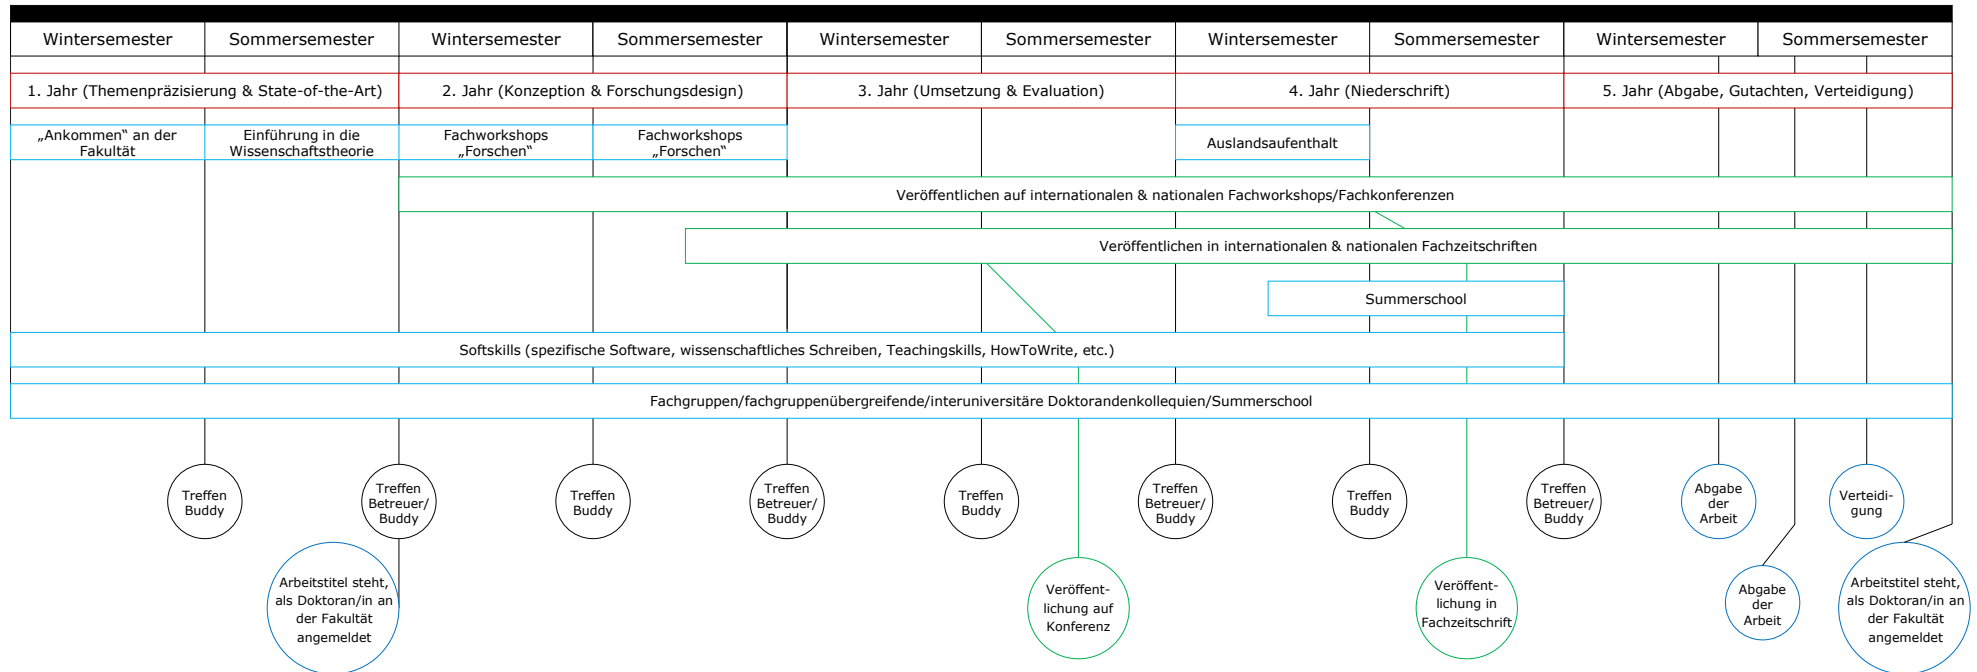 Wintersemester
Sommersemester
Wintersemester
Sommersemester
Wintersemester
Sommersemester
Wintersemester
Sommersemester
Wintersemester
Sommersemester
1. Jahr (Themenpräzisierung & State-of-the-Art)
2. Jahr (Konzeption & Forschungsdesign)
3. Jahr (Umsetzung & Evaluation)
4. Jahr (Niederschrift)
5. Jahr (Abgabe, Gutachten, Verteidigung)
„Ankommen“ an der
Fakultät
Einführung in die
Wissenschaftstheorie
Fachworkshops
„Forschen“
Fachworkshops
„Forschen“
Auslandsaufenthalt
Veröffentlichen auf internationalen & nationalen Fachworkshops/Fachkonferenzen
Veröffentlichen in internationalen & nationalen Fachzeitschriften
Summerschool
Softskills (spezifische Software, wissenschaftliches Schreiben, Teachingskills, HowToWrite, etc.)
Fachgruppen/fachgruppenübergreifende/interuniversitäre Doktorandenkollequien/Summerschool
Treffen
Buddy
Treffen
Betreuer/
Buddy
Treffen
Buddy
Treffen
Betreuer/
Buddy
Treffen
Buddy
Treffen
Betreuer/
Buddy
Treffen
Buddy
Treffen
Betreuer/
Buddy
Abgabe
der
Arbeit
Verteidi-
gung
Arbeitstitel steht,
als Doktoran/in an
der Fakultät
angemeldet
Veröffent-
lichung auf
Konferenz
Veröffent-
lichung in
Fachzeitschrift
Abgabe
der
Arbeit
Arbeitstitel steht,
als Doktoran/in an
der Fakultät
angemeldet